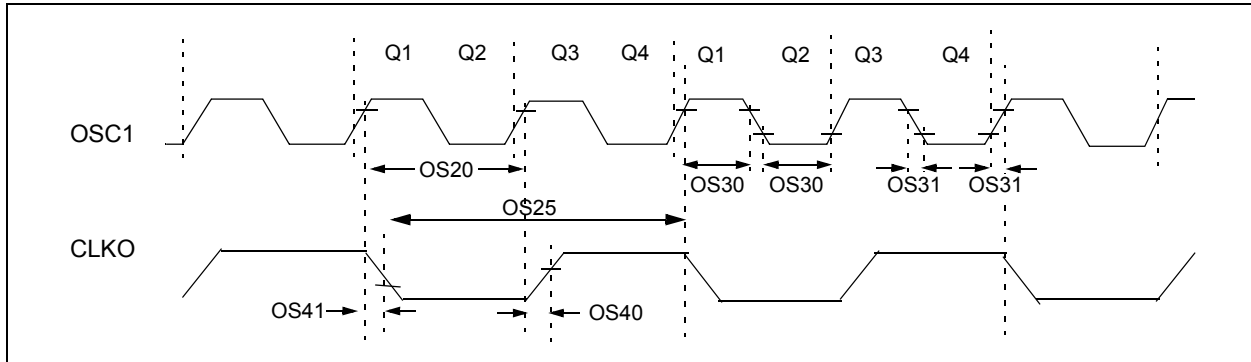 Q1 Q2 Q3 Q4 Q1 Q2 Q3 Q4
OSC1
OS20 OS30 OS30 OS31 OS31
OS25
CLKO
OS41 OS40